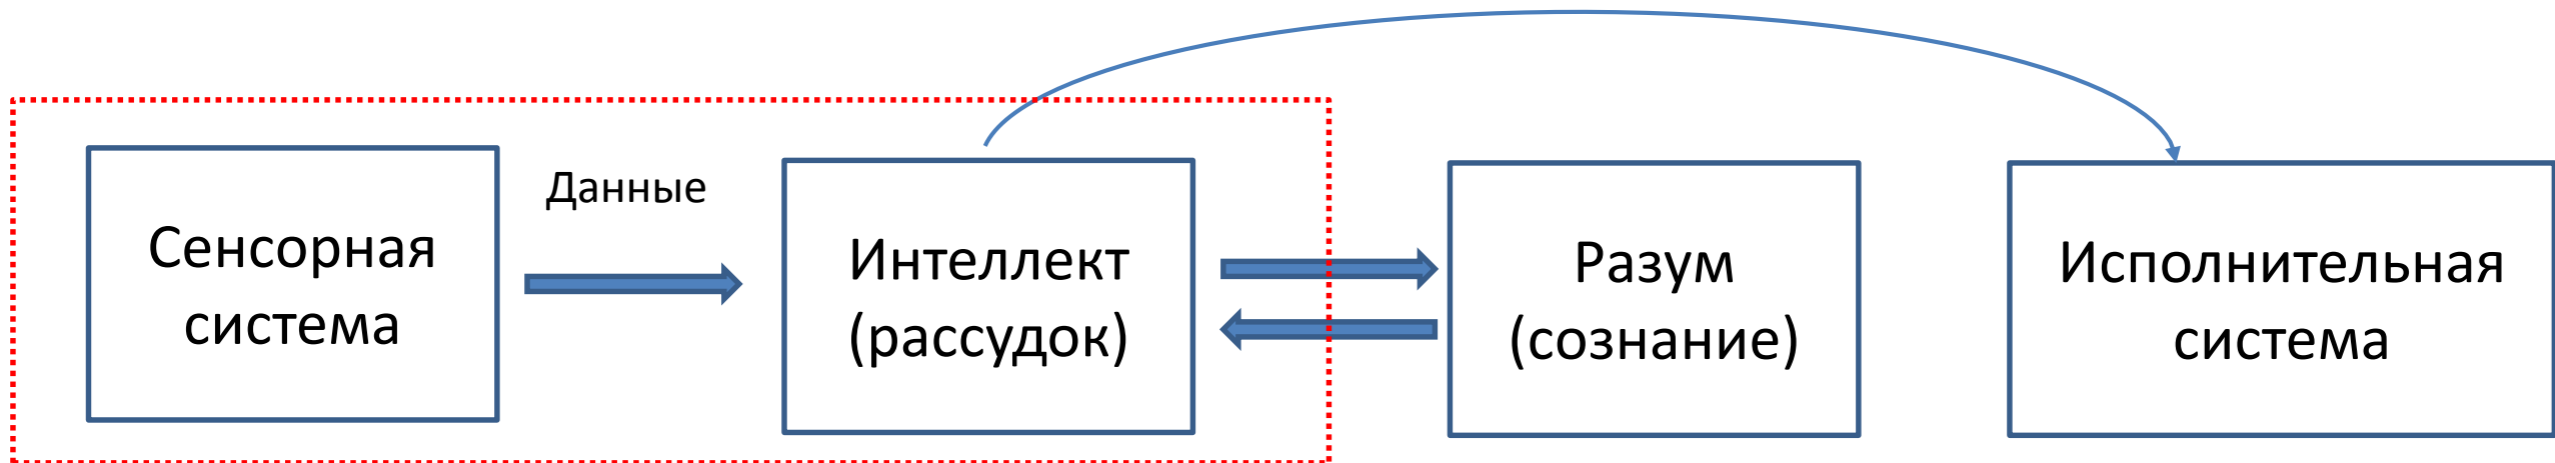 Сенсорная
система
Данные
Интеллект
(рассудок)
Разум
(сознание)
Исполнительная
система